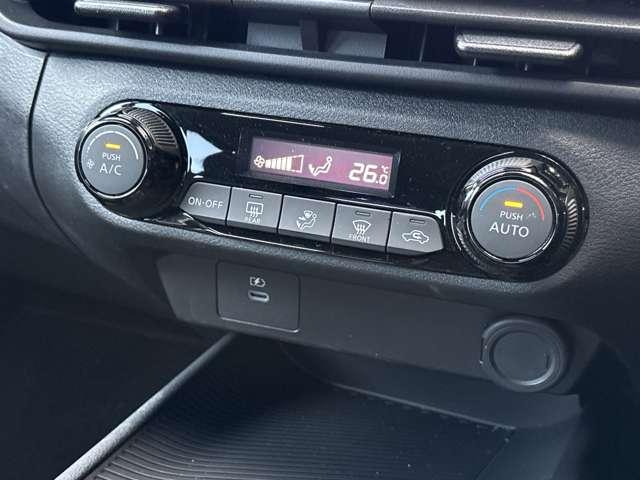 PUSH
A/C
26.0°C
PUSH
AUTO
ON·OFF
REAR
FRONT